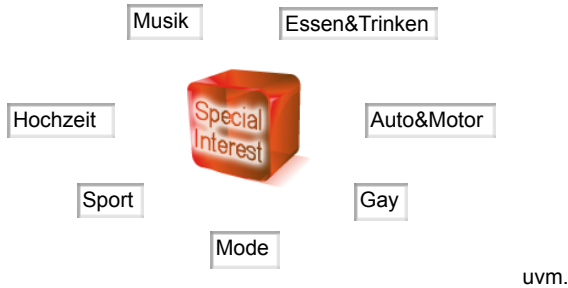 Musik
Essen&Trinken
Special
Interest
Hochzeit
Auto&Motor
Sport
Gay
Mode
uvm.